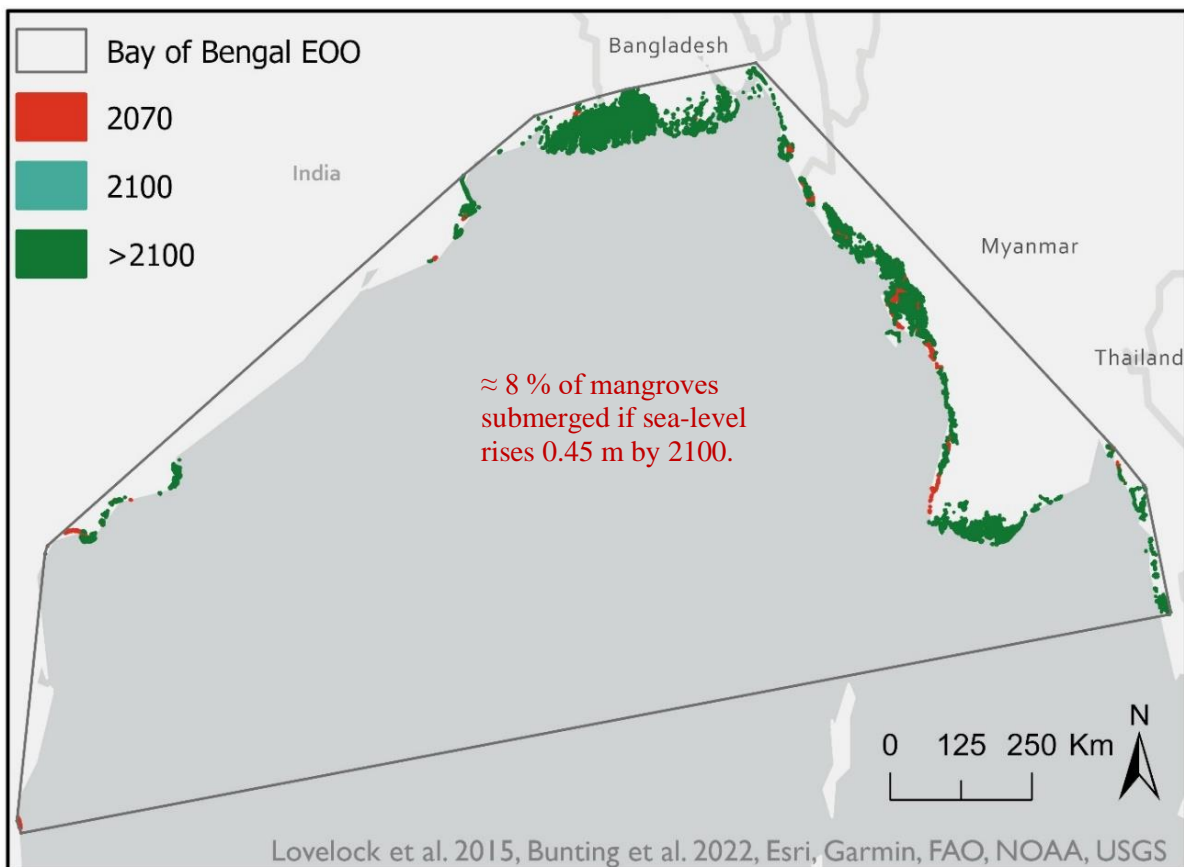 Bay of Bengal EOO
2070
2100
>2100
Bangladesh
India
Myanmar
Thailand
≈ 8 % of mangroves
submerged if sea-level
rises 0.45 m by 2100.
N
0 125 250 Km
Lovelock et al. 2015, Bunting et al. 2022, Esri, Garmin, FAO, NOAA, USGS